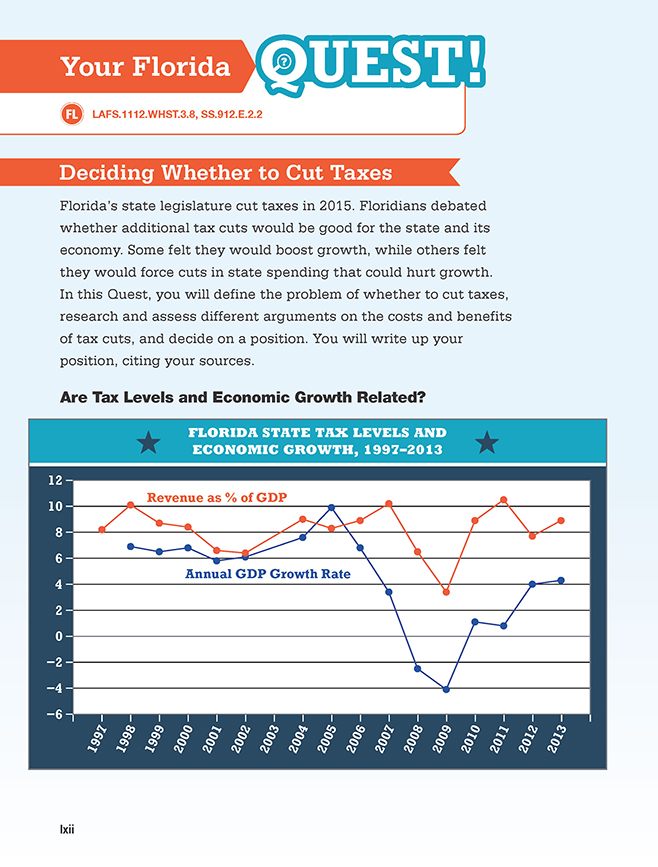 Your Florida QUEST!
?
FL LAFS.1112.WHST.3.8, SS.912.E.2.2
Deciding Whether to Cut Taxes
Florida's state legislature cut taxes in 2015. Floridians debated
whether additional tax cuts would be good for the state and its
economy. Some felt they would boost growth, while others felt
they would force cuts in state spending that could hurt growth.
In this Quest, you will define the problem of whether to cut taxes,
research and assess different arguments on the costs and benefits
of tax cuts, and decide on a position. You will write up your
position, citing your sources.
Are Tax Levels and Economic Growth Related?
FLORIDA STATE TAX LEVELS AND
ECONOMIC GROWTH, 1997–2013
12
Revenue as % of GDP
10
8
6
Annual GDP Growth Rate
4
2
0
−2
−4
−6
1997 1998 1999 2000 2001 2002 2003 2004 2005 2006 2007 2008 2009 2010 2011 2012 2013
lxii